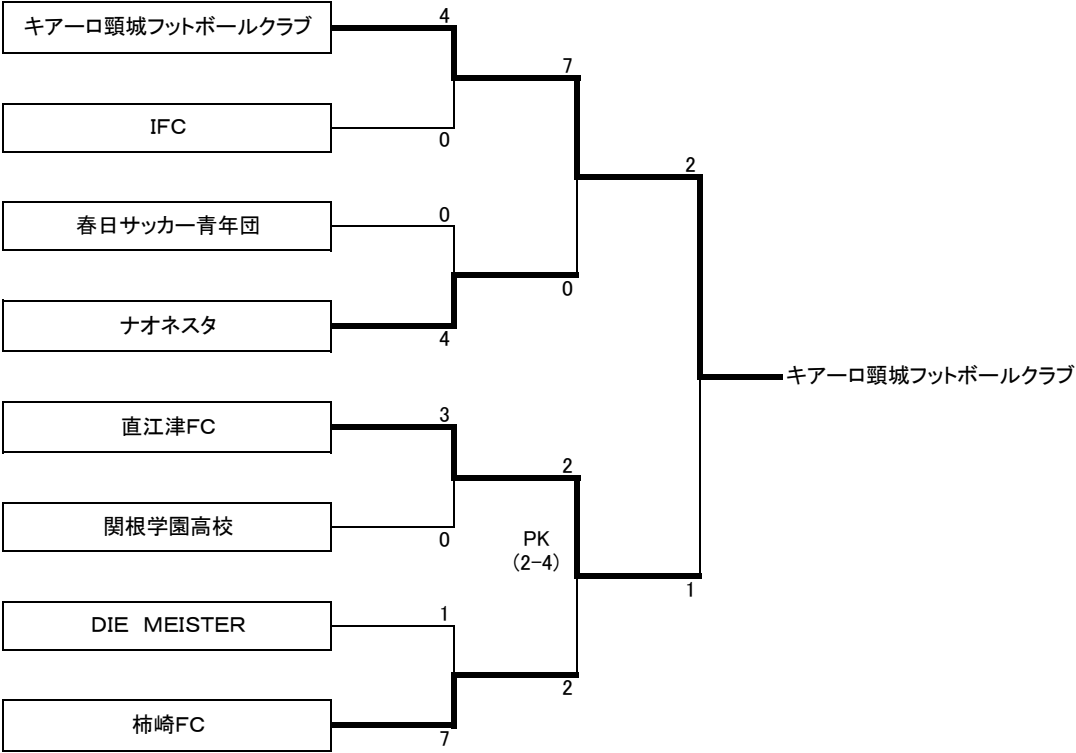 4
キアーロ頸城フットボールクラブ
7
IFC
0
2
0
春日サッカー青年団
0
ナオネスタ
4
キアーロ頸城フットボールクラブ
3
直江津FC
2
関根学園高校
0
PK
(2-4)
1
1
DIE MEISTER
2
柿崎FC
7